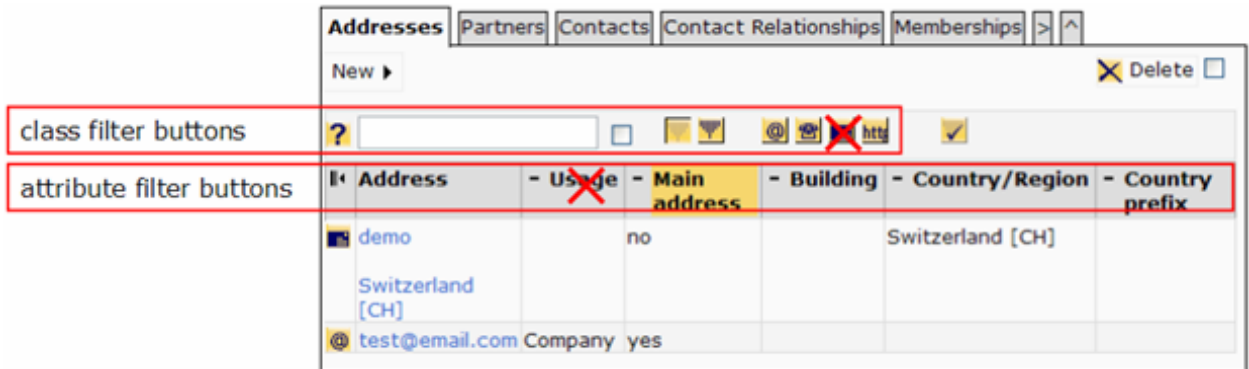 Addresses Partners Contacts Contact Relationships Memberships > ^
New Delete
class filter buttons ? @ http
attribute filter buttons Address - Usage - Main address - Building - Country/Region - Country prefix
demo no Switzerland [CH]
Switzerland
[CH]
@ test@email.com Company yes